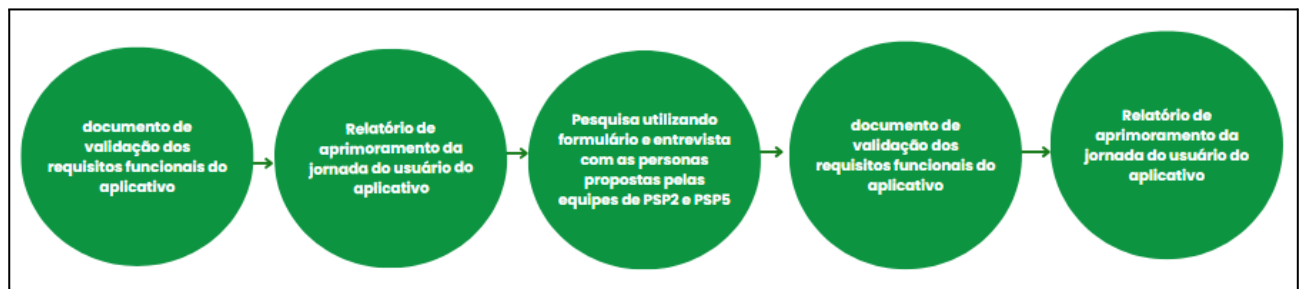 documento de
validação dos
requisitos funcionais do
aplicativo
Relatório de
aprimoramento da
jornada do usuário do
aplicativo
Pesquisa utilizando
formulário e entrevista
com as personas
propostas pelas
equipes de PSP2 e PSP5
documento de
validação dos
requisitos funcionais do
aplicativo
Relatório de
aprimoramento da
jornada do usuário do
aplicativo